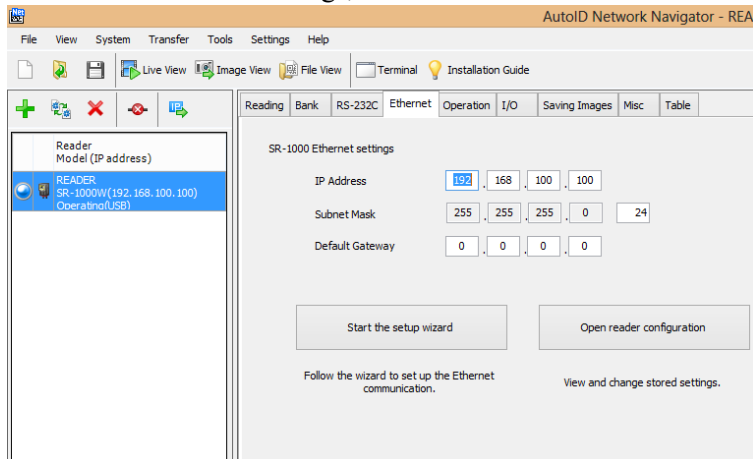 AutoID Network Navigator - REA
File View System Transfer Tools Settings Help
Live View Image View File View Terminal Installation Guide
Reading Bank RS-232C Ethernet Operation I/O Saving Images Misc Table
Reader
Model (IP address)
READER
SR-1000W(192.168.100.100)
Operating(USB)
SR-1000 Ethernet settings
IP Address 192 . 168 . 100 . 100
Subnet Mask 255 . 255 . 255 . 0 24
Default Gateway 0 . 0 . 0 . 0
Start the setup wizard
Open reader configuration
Follow the wizard to set up the Ethernet
communication.
View and change stored settings.